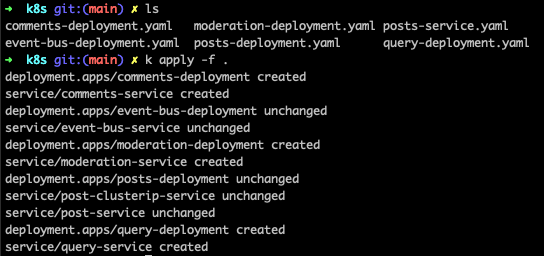 ➜  k8s git:(main) ✗ ls
comments-deployment.yaml   moderation-deployment.yaml posts-service.yaml
event-bus-deployment.yaml  posts-deployment.yaml      query-deployment.yaml
➜  k8s git:(main) ✗ k apply -f .
deployment.apps/comments-deployment created
service/comments-service created
deployment.apps/event-bus-deployment unchanged
service/event-bus-service unchanged
deployment.apps/moderation-deployment created
service/moderation-service created
deployment.apps/posts-deployment unchanged
service/post-clusterip-service unchanged
service/post-service unchanged
deployment.apps/query-deployment created
service/query-service created